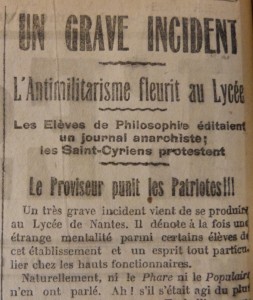 UN GRAVE INCIDENT
L'Antimilitarisme fleurit au Lycée
Les Elèves de Philosophie éditaient
un journal anarchiste;
les Saint-Cyriens protestent
Le Proviseur punit les Patriotes!!!
Un très grave incident vient de se produire
au Lycée de Nantes. Il dénote à la fois une
étrange mentalité parmi certains élèves de
cet établissement et un esprit tout particu-
lier chez les hauts fonctionnaires.
Naturellement, ni le Phare ni le Populaire
n'en ont parlé. Ah! s'il s'était agi du plus